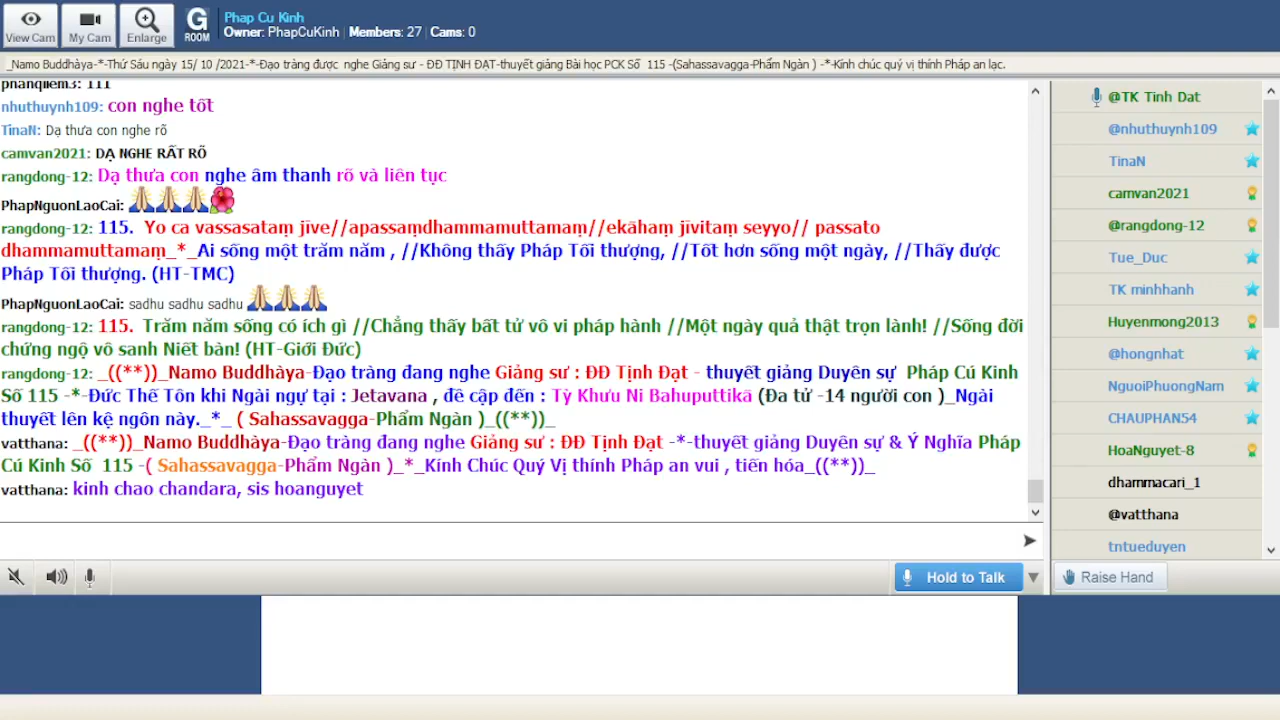 View Cam
My Cam
Enlarge
G
ROOM
Phap Cu Kinh
Owner: PhapCuKinh | Members: 27 | Cams: 0
_Namo Buddhàya-*-Thứ Sáu ngày 15/ 10 /2021-*-Đạo tràng được nghe Giảng sư - ĐĐ TỊNH ĐẠT-thuyết giảng Bài học PCK Số 115 -(Sahassavagga-Phẩm Ngàn ) -*-Kính chúc quý vị thính Pháp an lạc.
phanqliem3: 111
nhuthuynh109: con nghe tốt
TinaN: Dạ thưa con nghe rõ
camvan2021: DẠ NGHE RẤT RÕ
rangdong-12: Dạ thưa con nghe âm thanh rõ và liên tục
PhapNguonLaoCai:
rangdong-12: 115. Yo ca vassasataṃ jīve//apassaṃdhammamuttamaṃ//ekāhaṃ jīvitaṃ seyyo// passato
dhammamuttamaṃ_*_Ai sống một trăm năm , //Không thấy Pháp Tối thượng, //Tốt hơn sống một ngày, //Thấy được
Pháp Tối thượng. (HT-TMC)
PhapNguonLaoCai: sadhu sadhu sadhu
rangdong-12: 115. Trăm năm sống có ích gì //Chẳng thấy bất tử vô vi pháp hành //Một ngày quả thật trọn lành! //Sống đời
chứng ngộ vô sanh Niết bàn! (HT-Giới Đức)
rangdong-12: _((**))_Namo Buddhàya-Đạo tràng đang nghe Giảng sư : ĐĐ Tịnh Đạt - thuyết giảng Duyên sự Pháp Cú Kinh
Số 115 -*-Đức Thế Tôn khi Ngài ngự tại : Jetavana , đề cập đến : Tỳ Khưu Ni Bahuputtikā (Đa tử -14 người con )_Ngài
thuyết lên kệ ngôn này._*_ ( Sahassavagga-Phẩm Ngàn )_((**))_
vatthana: _((**))_Namo Buddhàya-Đạo tràng đang nghe Giảng sư : ĐĐ Tịnh Đạt -*-thuyết giảng Duyên sự & Ý Nghĩa Pháp
Cú Kinh Số 115 -( Sahassavagga-Phẩm Ngàn )_*_Kính Chúc Quý Vị thính Pháp an vui , tiến hóa_((**))_
vatthana: kinh chao chandara, sis hoanguyet
@TK Tinh Dat
@nhuthuynh109
TinaN
camvan2021
@rangdong-12
Tue_Duc
TK minhhanh
Huyenmong2013
@hongnhat
NguoiPhuongNam
CHAUPHAN54
HoaNguyet-8
dhammacari_1
@vatthana
tntueduyen
Hold to Talk
Raise Hand